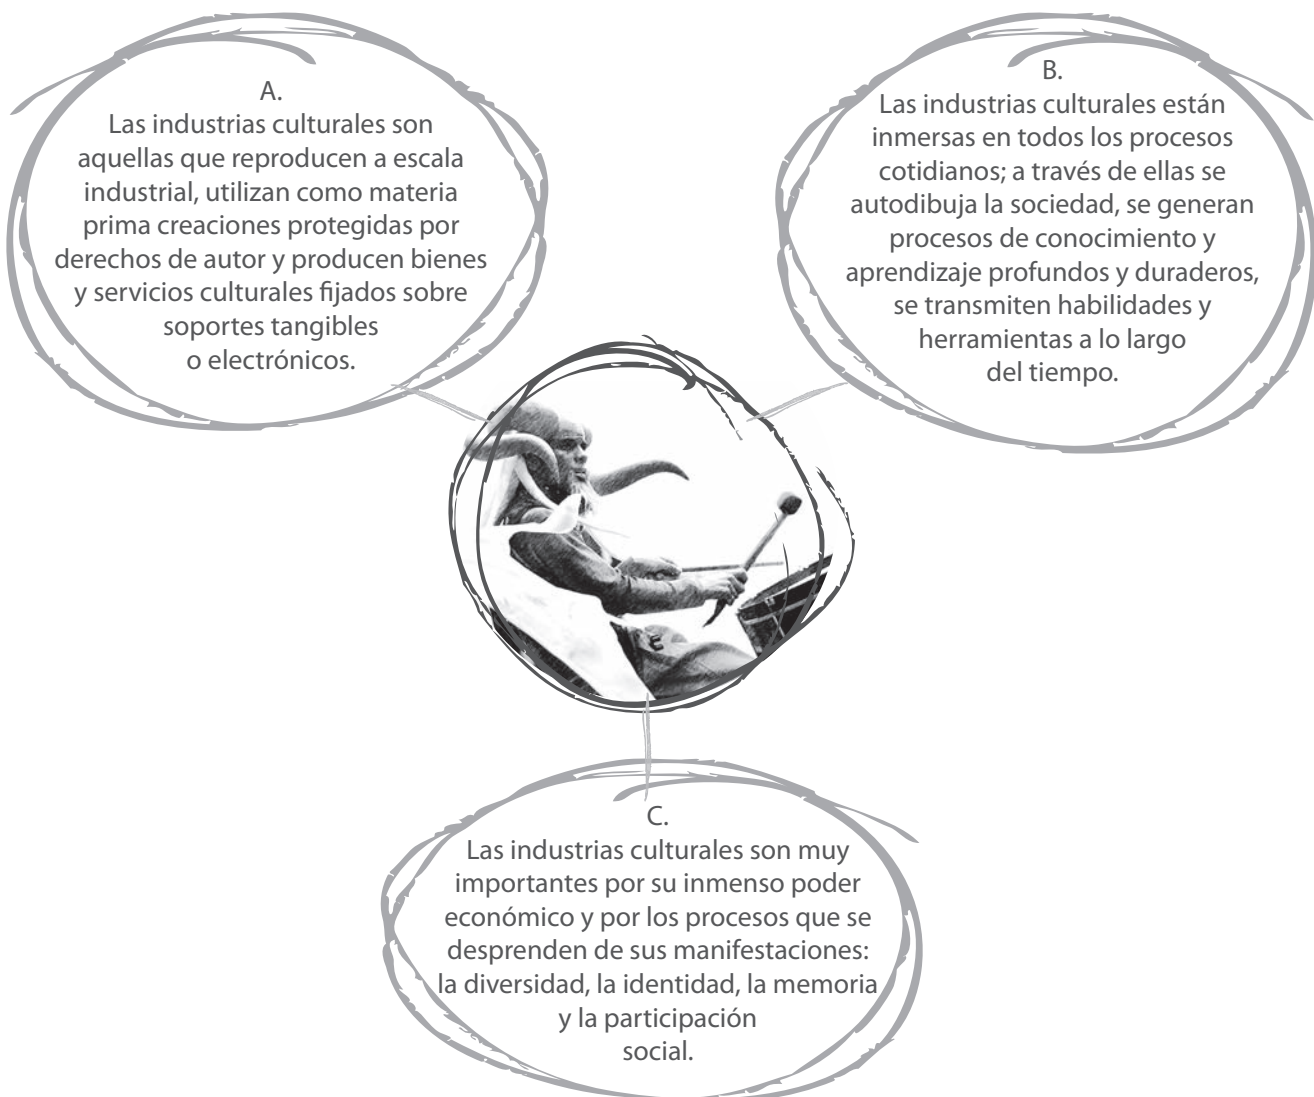 A.
Las industrias culturales son
aquellas que reproducen a escala
industrial, utilizan como materia
prima creaciones protegidas por
derechos de autor y producen bienes
y servicios culturales fijados sobre
soportes tangibles
o electrónicos.
B.
Las industrias culturales están
inmersas en todos los procesos
cotidianos; a través de ellas se
autodibuja la sociedad, se generan
procesos de conocimiento y
aprendizaje profundos y duraderos,
se transmiten habilidades y
herramientas a lo largo
del tiempo.
C.
Las industrias culturales son muy
importantes por su inmenso poder
económico y por los procesos que se
desprenden de sus manifestaciones:
la diversidad, la identidad, la memoria
y la participación
social.